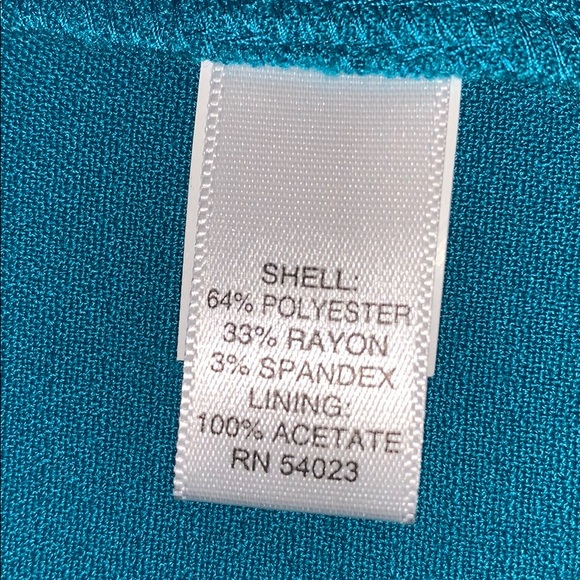 SHELL:
64% POLYESTER
33% RAYON
3% SPANDEX
LINING:
100% ACETATE
RN 54023